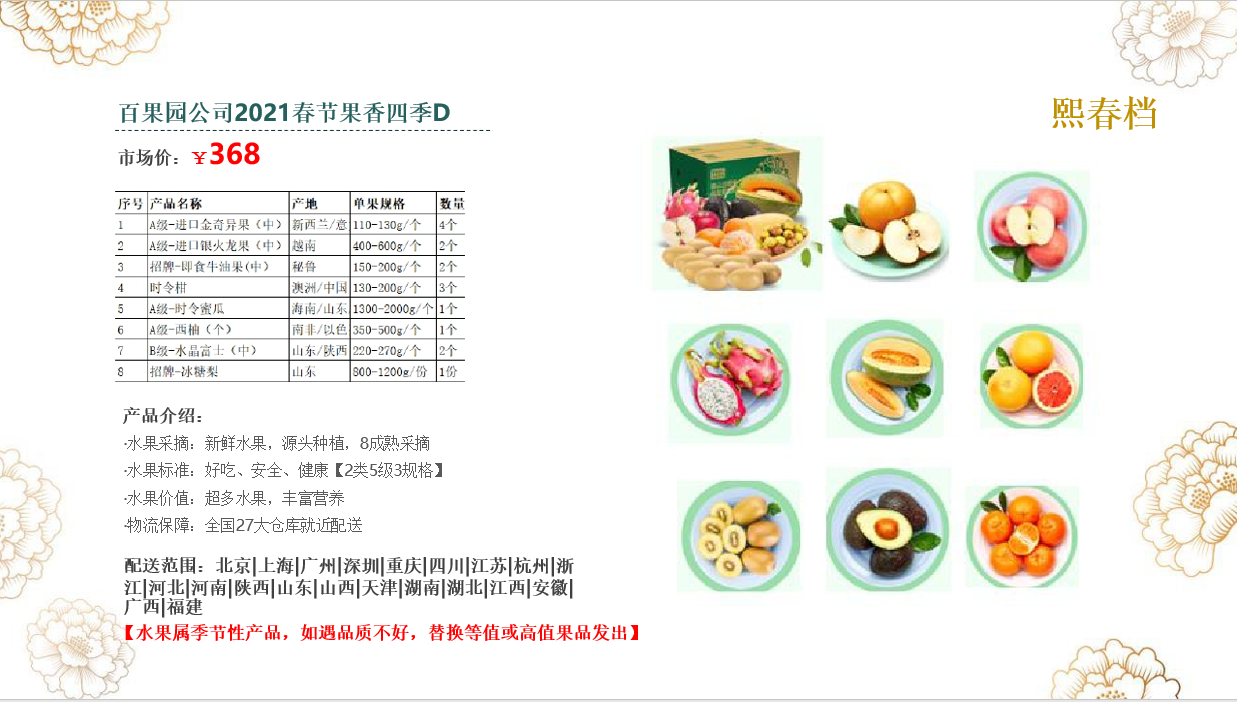 百果园公司2021春节果香四季D
熙春档
市场价：￥368
序号 产品名称 产地 单果规格 数量
1 A级-进口金奇异果（中） 新西兰/意 110-130g/个 4个
2 A级-进口银火龙果（中） 越南 400-600g/个 2个
3 招牌-即食牛油果(中） 秘鲁 150-200g/个 2个
4 时令柑 澳洲/中国 130-200g/个 3个
5 A级-时令蜜瓜 海南/山东 1300-2000g/个 1个
6 A级-西柚（个） 南非/以色 350-500g/个 1个
7 B级-水晶富士（中） 山东/陕西 220-270g/个 2个
8 招牌-冰糖梨 山东 800-1200g/份 1份
产品介绍：
·水果采摘：新鲜水果，源头种植，8成熟采摘
·水果标准：好吃、安全、健康【2类5级3规格】
·水果价值：超多水果，丰富营养
·物流保障：全国27大仓库就近配送
配送范围：北京|上海|广州|深圳|重庆|四川|江苏|杭州|浙
江|河北|河南|陕西|山东|山西|天津|湖南|湖北|江西|安徽|
广西|福建
【水果属季节性产品，如遇品质不好，替换等值或高值果品发出】